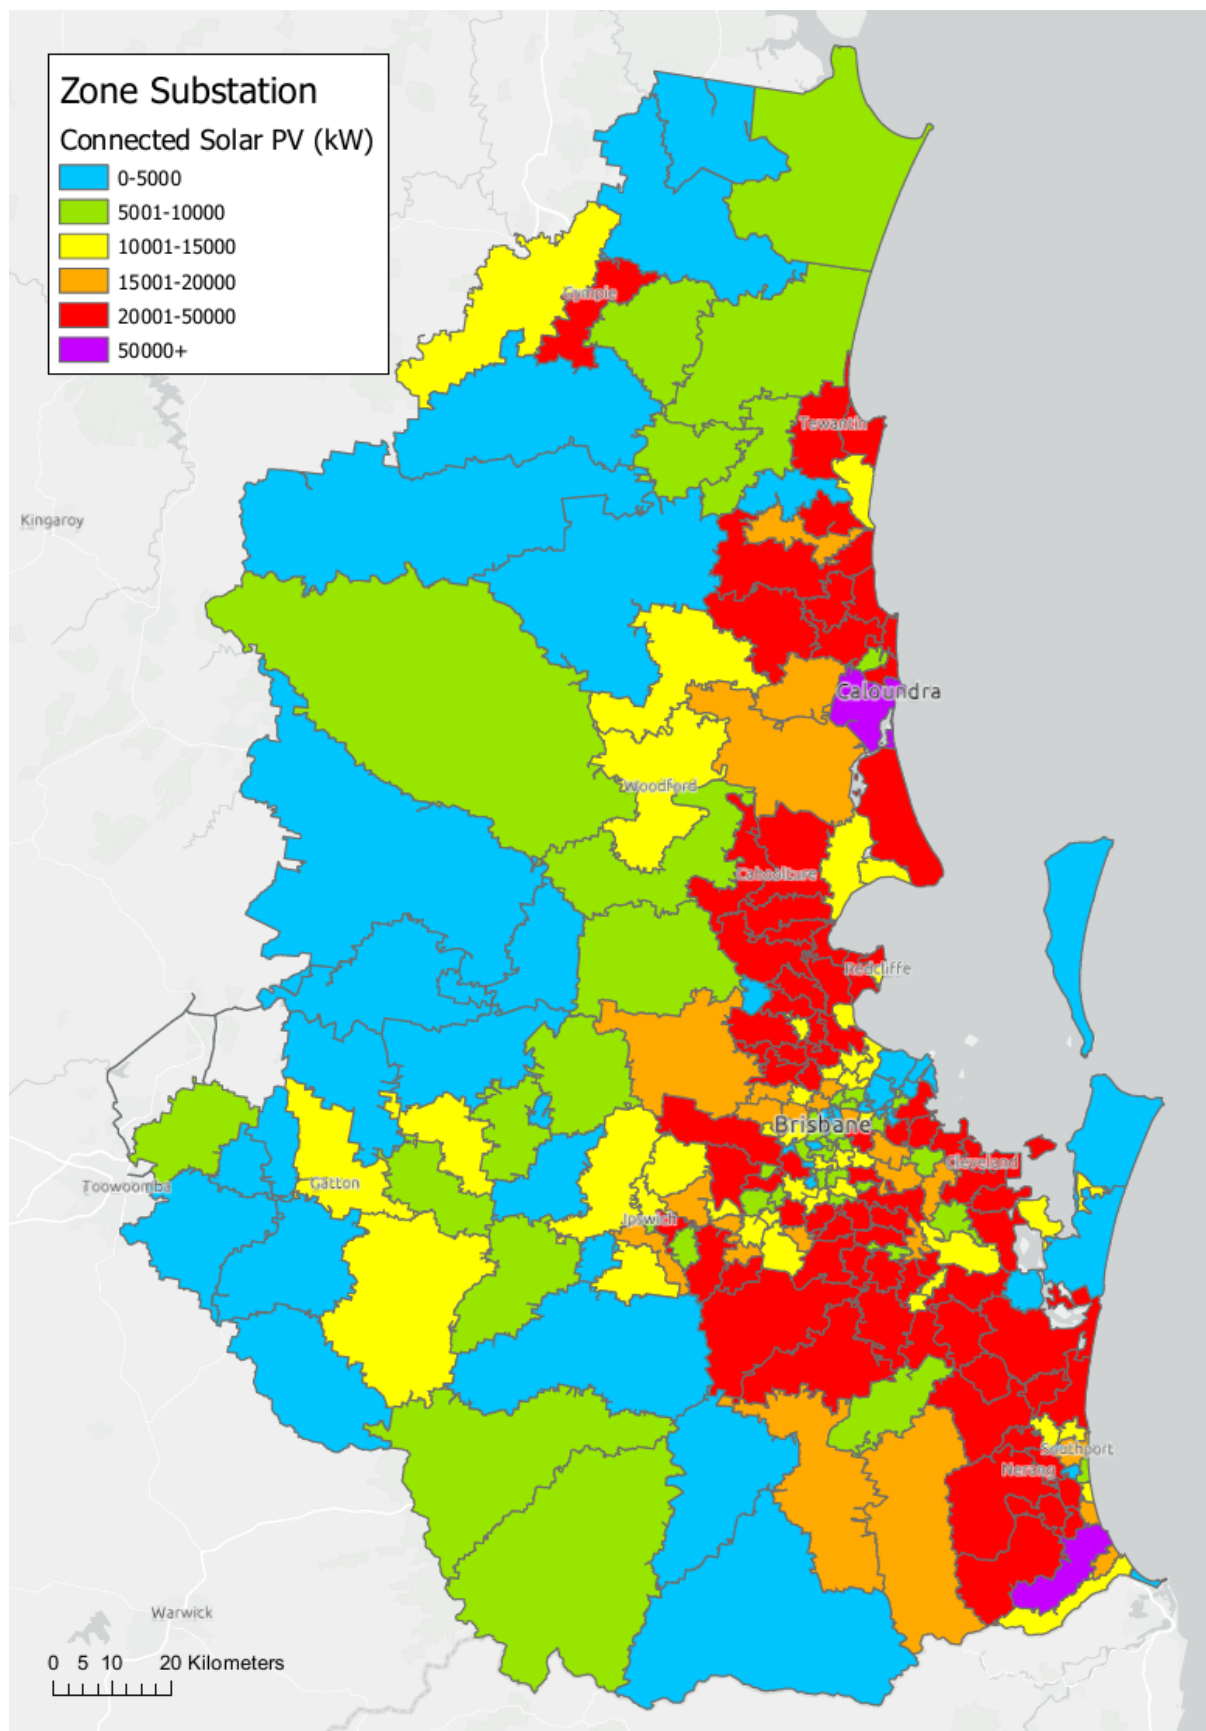 Zone Substation
Connected Solar PV (kW)
0-5000
5001-10000
10001-15000
15001-20000
20001-50000
50000+
Gympie
Tewantin
Kingaroy
Caloundra
Woodford
Caboolture
Redcliffe
Brisbane
Cleveland
Toowoomba
Gatton
Ipswich
Southport
Nerang
Warwick
0 5 10 20 Kilometers